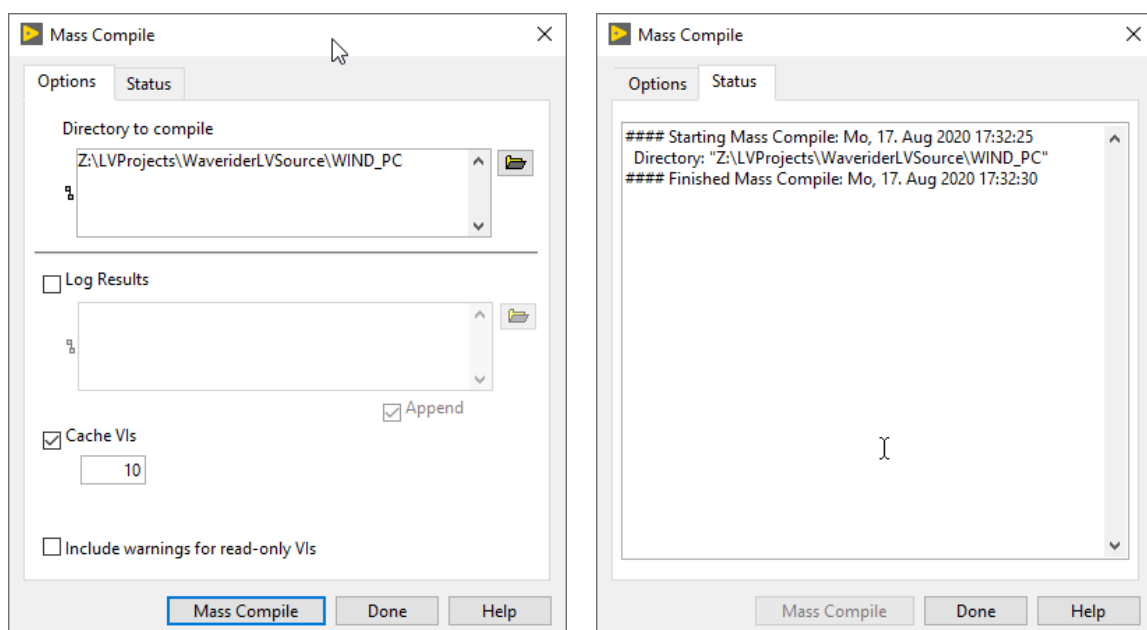 Mass Compile
Options
Status
Directory to compile
Z:\LVProjects\WaveriderLVSource\WIND_PC
Log Results
Append
Cache VIs
10
Include warnings for read-only VIs
Mass Compile
Done
Help
Mass Compile
Options
Status
#### Starting Mass Compile: Mo, 17. Aug 2020 17:32:25
Directory: "Z:\LVProjects\WaveriderLVSource\WIND_PC"
#### Finished Mass Compile: Mo, 17. Aug 2020 17:32:30
Mass Compile
Done
Help